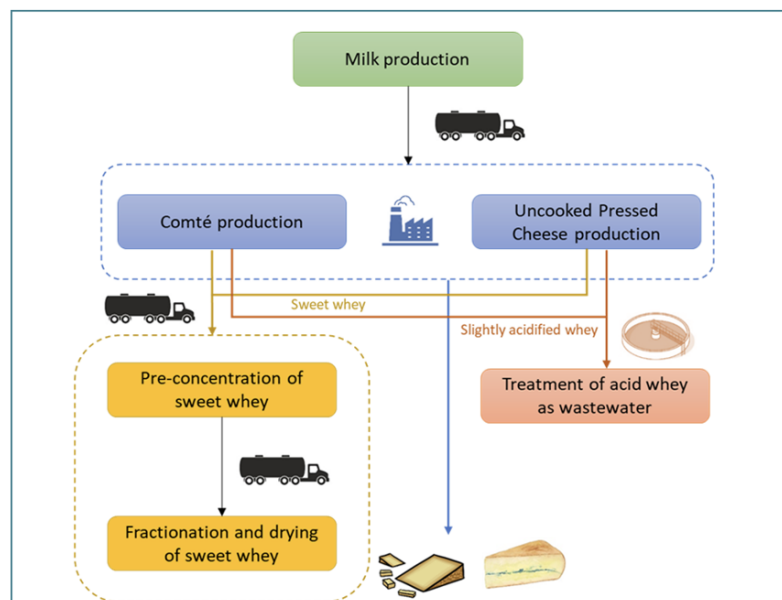 Milk production
Comté production
Uncooked Pressed
Cheese production
Sweet whey
Slightly acidified whey
Pre-concentration of
sweet whey
Treatment of acid whey
as wastewater
Fractionation and drying
of sweet whey